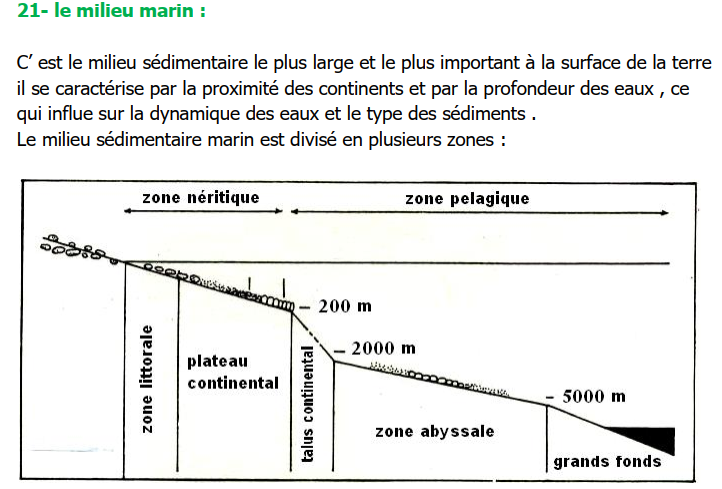 21- le milieu marin :
C’ est le milieu sédimentaire le plus large et le plus important à la surface de la terre
il se caractérise par la proximité des continents et par la profondeur des eaux , ce
qui influe sur la dynamique des eaux et le type des sédiments .
Le milieu sédimentaire marin est divisé en plusieurs zones :
zone néritique
zone pelagique
– 200 m
– 2000 m
– 5000 m
zone littorale
plateau
continental
talus continental
zone abyssale
grands fonds